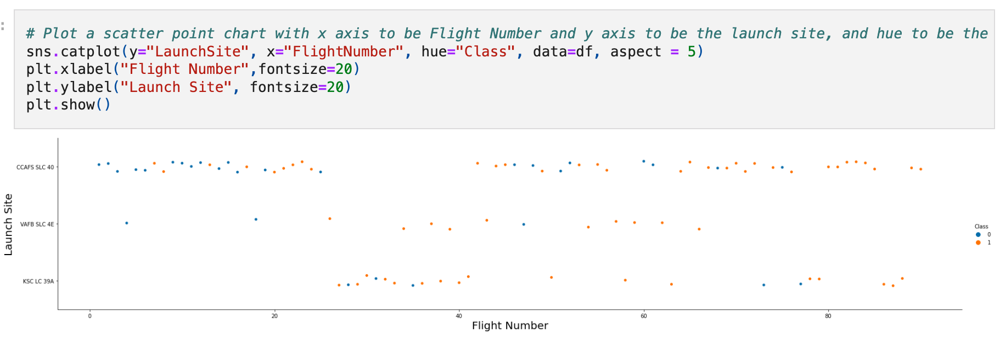 :
# Plot a scatter point chart with x axis to be Flight Number and y axis to be the launch site, and hue to be the
sns.catplot(y="LaunchSite", x="FlightNumber", hue="Class", data=df, aspect = 5)
plt.xlabel("Flight Number",fontsize=20)
plt.ylabel("Launch Site", fontsize=20)
plt.show()
Launch Site
CCAFS SLC 40
VAFB SLC 4E
KSC LC 39A
Class
0
1
0 20 40 60 80
Flight Number